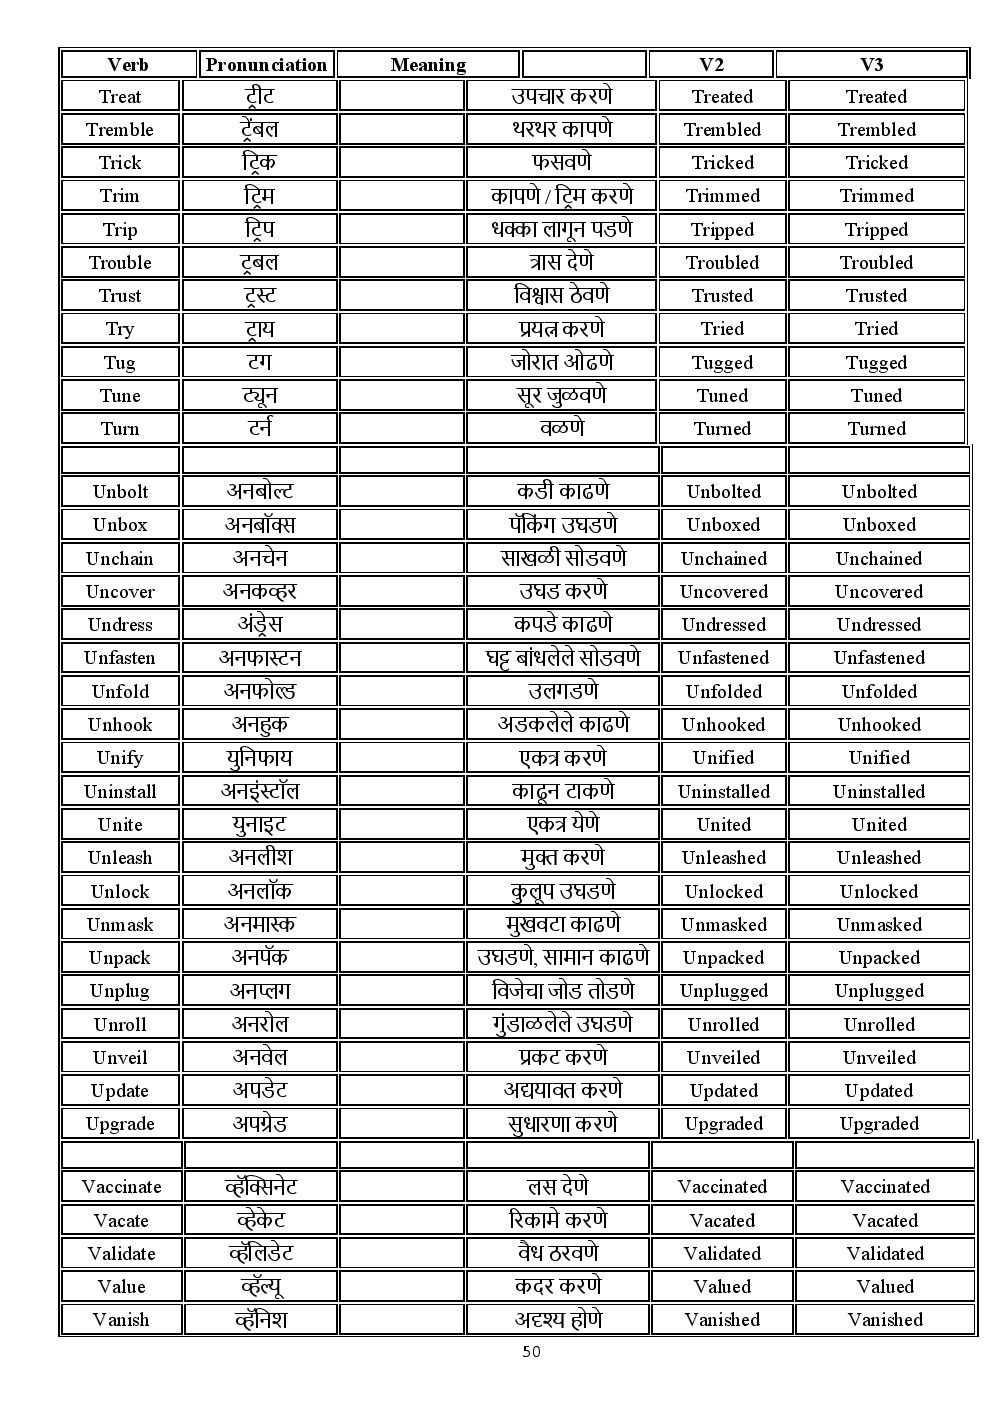 Verb Pronunciation Meaning V2 V3
Treat ट्रीट उपचार करणे Treated Treated
Tremble ट्रेंबल थरथर कापणे Trembled Trembled
Trick ट्रिक फसवणे Tricked Tricked
Trim ट्रिम कापणे / ट्रिम करणे Trimmed Trimmed
Trip ट्रिप धक्का लागून पडणे Tripped Tripped
Trouble ट्रबल त्रास देणे Troubled Troubled
Trust ट्रस्ट विश्वास ठेवणे Trusted Trusted
Try ट्राय प्रयत्न करणे Tried Tried
Tug टग जोरात ओढणे Tugged Tugged
Tune ट्यून सूर जुळवणे Tuned Tuned
Turn टर्न वळणे Turned Turned
Unbolt अनबोल्ट कडी काढणे Unbolted Unbolted
Unbox अनबॉक्स पॅकिंग उघडणे Unboxed Unboxed
Unchain अनचेन साखळी सोडवणे Unchained Unchained
Uncover अनकव्हर उघड करणे Uncovered Uncovered
Undress अंड्रेस कपडे काढणे Undressed Undressed
Unfasten अनफास्टन घट्ट बांधलेले सोडवणे Unfastened Unfastened
Unfold अनफोल्ड उलगडणे Unfolded Unfolded
Unhook अनहुक अडकलेले काढणे Unhooked Unhooked
Unify युनिफाय एकत्र करणे Unified Unified
Uninstall अनइंस्टॉल काढून टाकणे Uninstalled Uninstalled
Unite युनाइट एकत्र येणे United United
Unleash अनलीश मुक्त करणे Unleashed Unleashed
Unlock अनलॉक कुलूप उघडणे Unlocked Unlocked
Unmask अनमास्क मुखवटा काढणे Unmasked Unmasked
Unpack अनपॅक उघडणे, सामान काढणे Unpacked Unpacked
Unplug अनप्लग विजेचा जोड तोडणे Unplugged Unplugged
Unroll अनरोल गुंडाळलेले उघडणे Unrolled Unrolled
Unveil अनवेल प्रकट करणे Unveiled Unveiled
Update अपडेट अद्ययावत करणे Updated Updated
Upgrade अपग्रेड सुधारणा करणे Upgraded Upgraded
Vaccinate व्हॅक्सिनेट लस देणे Vaccinated Vaccinated
Vacate व्हेकेट रिकामे करणे Vacated Vacated
Validate व्हॅलिडेट वैध ठरवणे Validated Validated
Value व्हॅल्यू कदर करणे Valued Valued
Vanish व्हॅनिश अदृश्य होणे Vanished Vanished
50